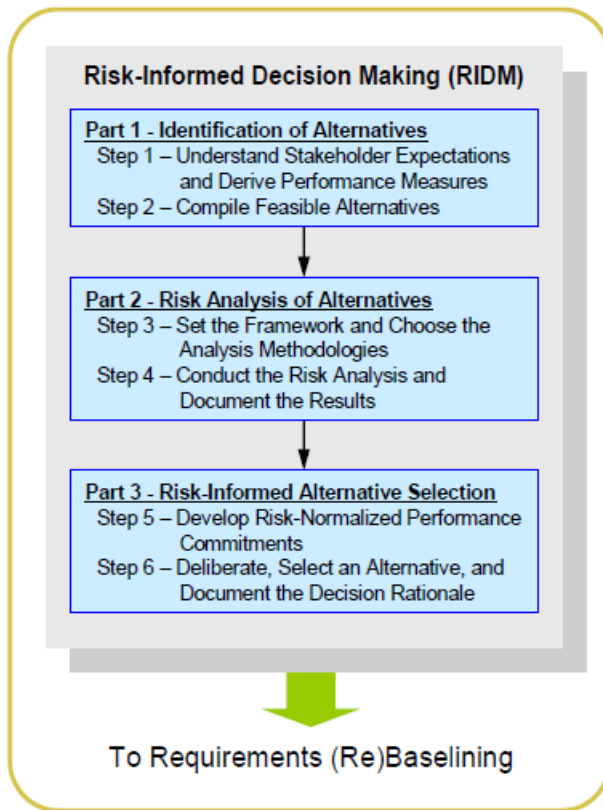 Risk-Informed Decision Making (RIDM)
Part 1 - Identification of Alternatives
Step 1 – Understand Stakeholder Expectations
and Derive Performance Measures
Step 2 – Compile Feasible Alternatives
Part 2 - Risk Analysis of Alternatives
Step 3 – Set the Framework and Choose the
Analysis Methodologies
Step 4 – Conduct the Risk Analysis and
Document the Results
Part 3 - Risk-Informed Alternative Selection
Step 5 – Develop Risk-Normalized Performance
Commitments
Step 6 – Deliberate, Select an Alternative, and
Document the Decision Rationale
To Requirements (Re)Baselining